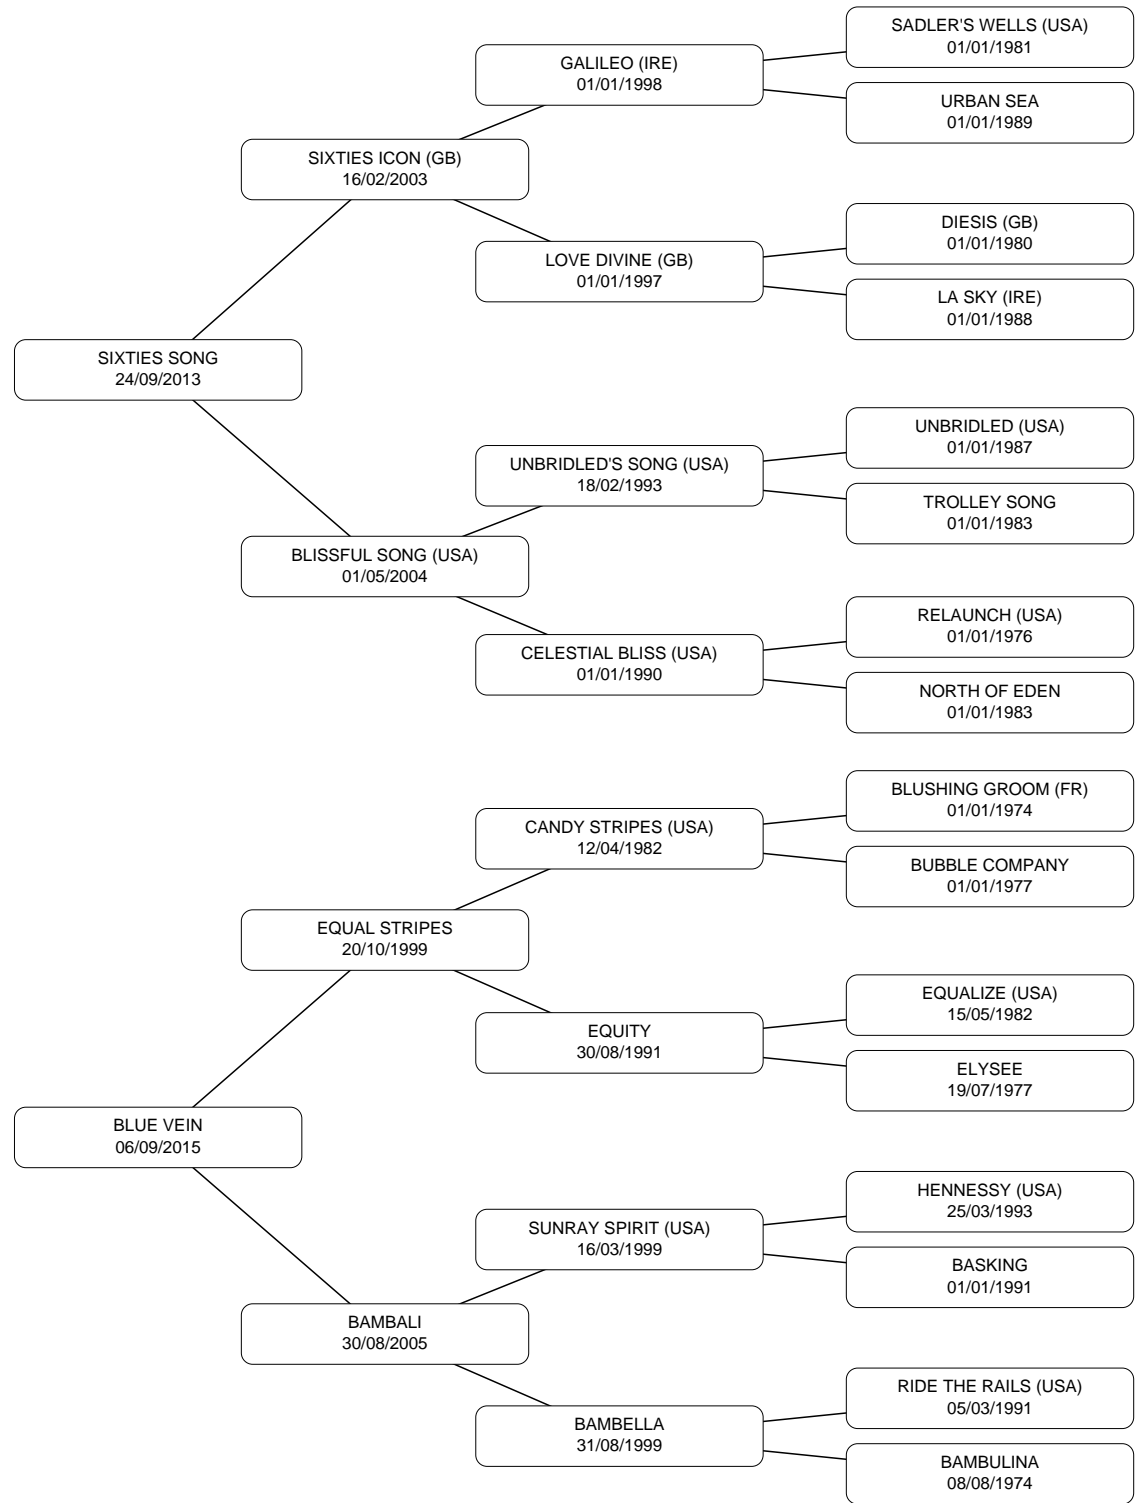 SADLER'S WELLS (USA)
01/01/1981
GALILEO (IRE)
01/01/1998
URBAN SEA
01/01/1989
SIXTIES ICON (GB)
16/02/2003
DIESIS (GB)
01/01/1980
LOVE DIVINE (GB)
01/01/1997
LA SKY (IRE)
01/01/1988
SIXTIES SONG
24/09/2013
UNBRIDLED (USA)
01/01/1987
UNBRIDLED'S SONG (USA)
18/02/1993
TROLLEY SONG
01/01/1983
BLISSFUL SONG (USA)
01/05/2004
RELAUNCH (USA)
01/01/1976
CELESTIAL BLISS (USA)
01/01/1990
NORTH OF EDEN
01/01/1983
BLUSHING GROOM (FR)
01/01/1974
CANDY STRIPES (USA)
12/04/1982
BUBBLE COMPANY
01/01/1977
EQUAL STRIPES
20/10/1999
EQUALIZE (USA)
15/05/1982
EQUITY
30/08/1991
ELYSEE
19/07/1977
BLUE VEIN
06/09/2015
HENNESSY (USA)
25/03/1993
SUNRAY SPIRIT (USA)
16/03/1999
BASKING
01/01/1991
BAMBALI
30/08/2005
RIDE THE RAILS (USA)
05/03/1991
BAMBELLA
31/08/1999
BAMBULINA
08/08/1974